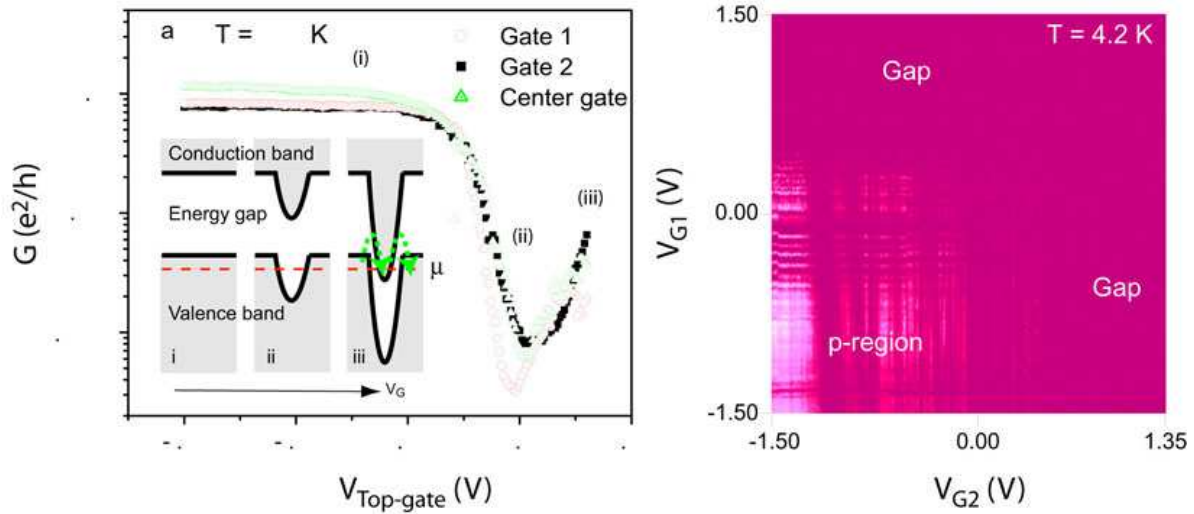 a T = K
(i)
Gate 1
Gate 2
Center gate
G (e²/h)
Conduction band
Energy gap
Valence band
μ
i
ii
iii
V_G
(ii)
(iii)
V_Top-gate (V)
T = 4.2 K
1.50
0.00
-1.50
V_G1 (V)
Gap
Gap
p-region
-1.50 0.00 1.35
V_G2 (V)